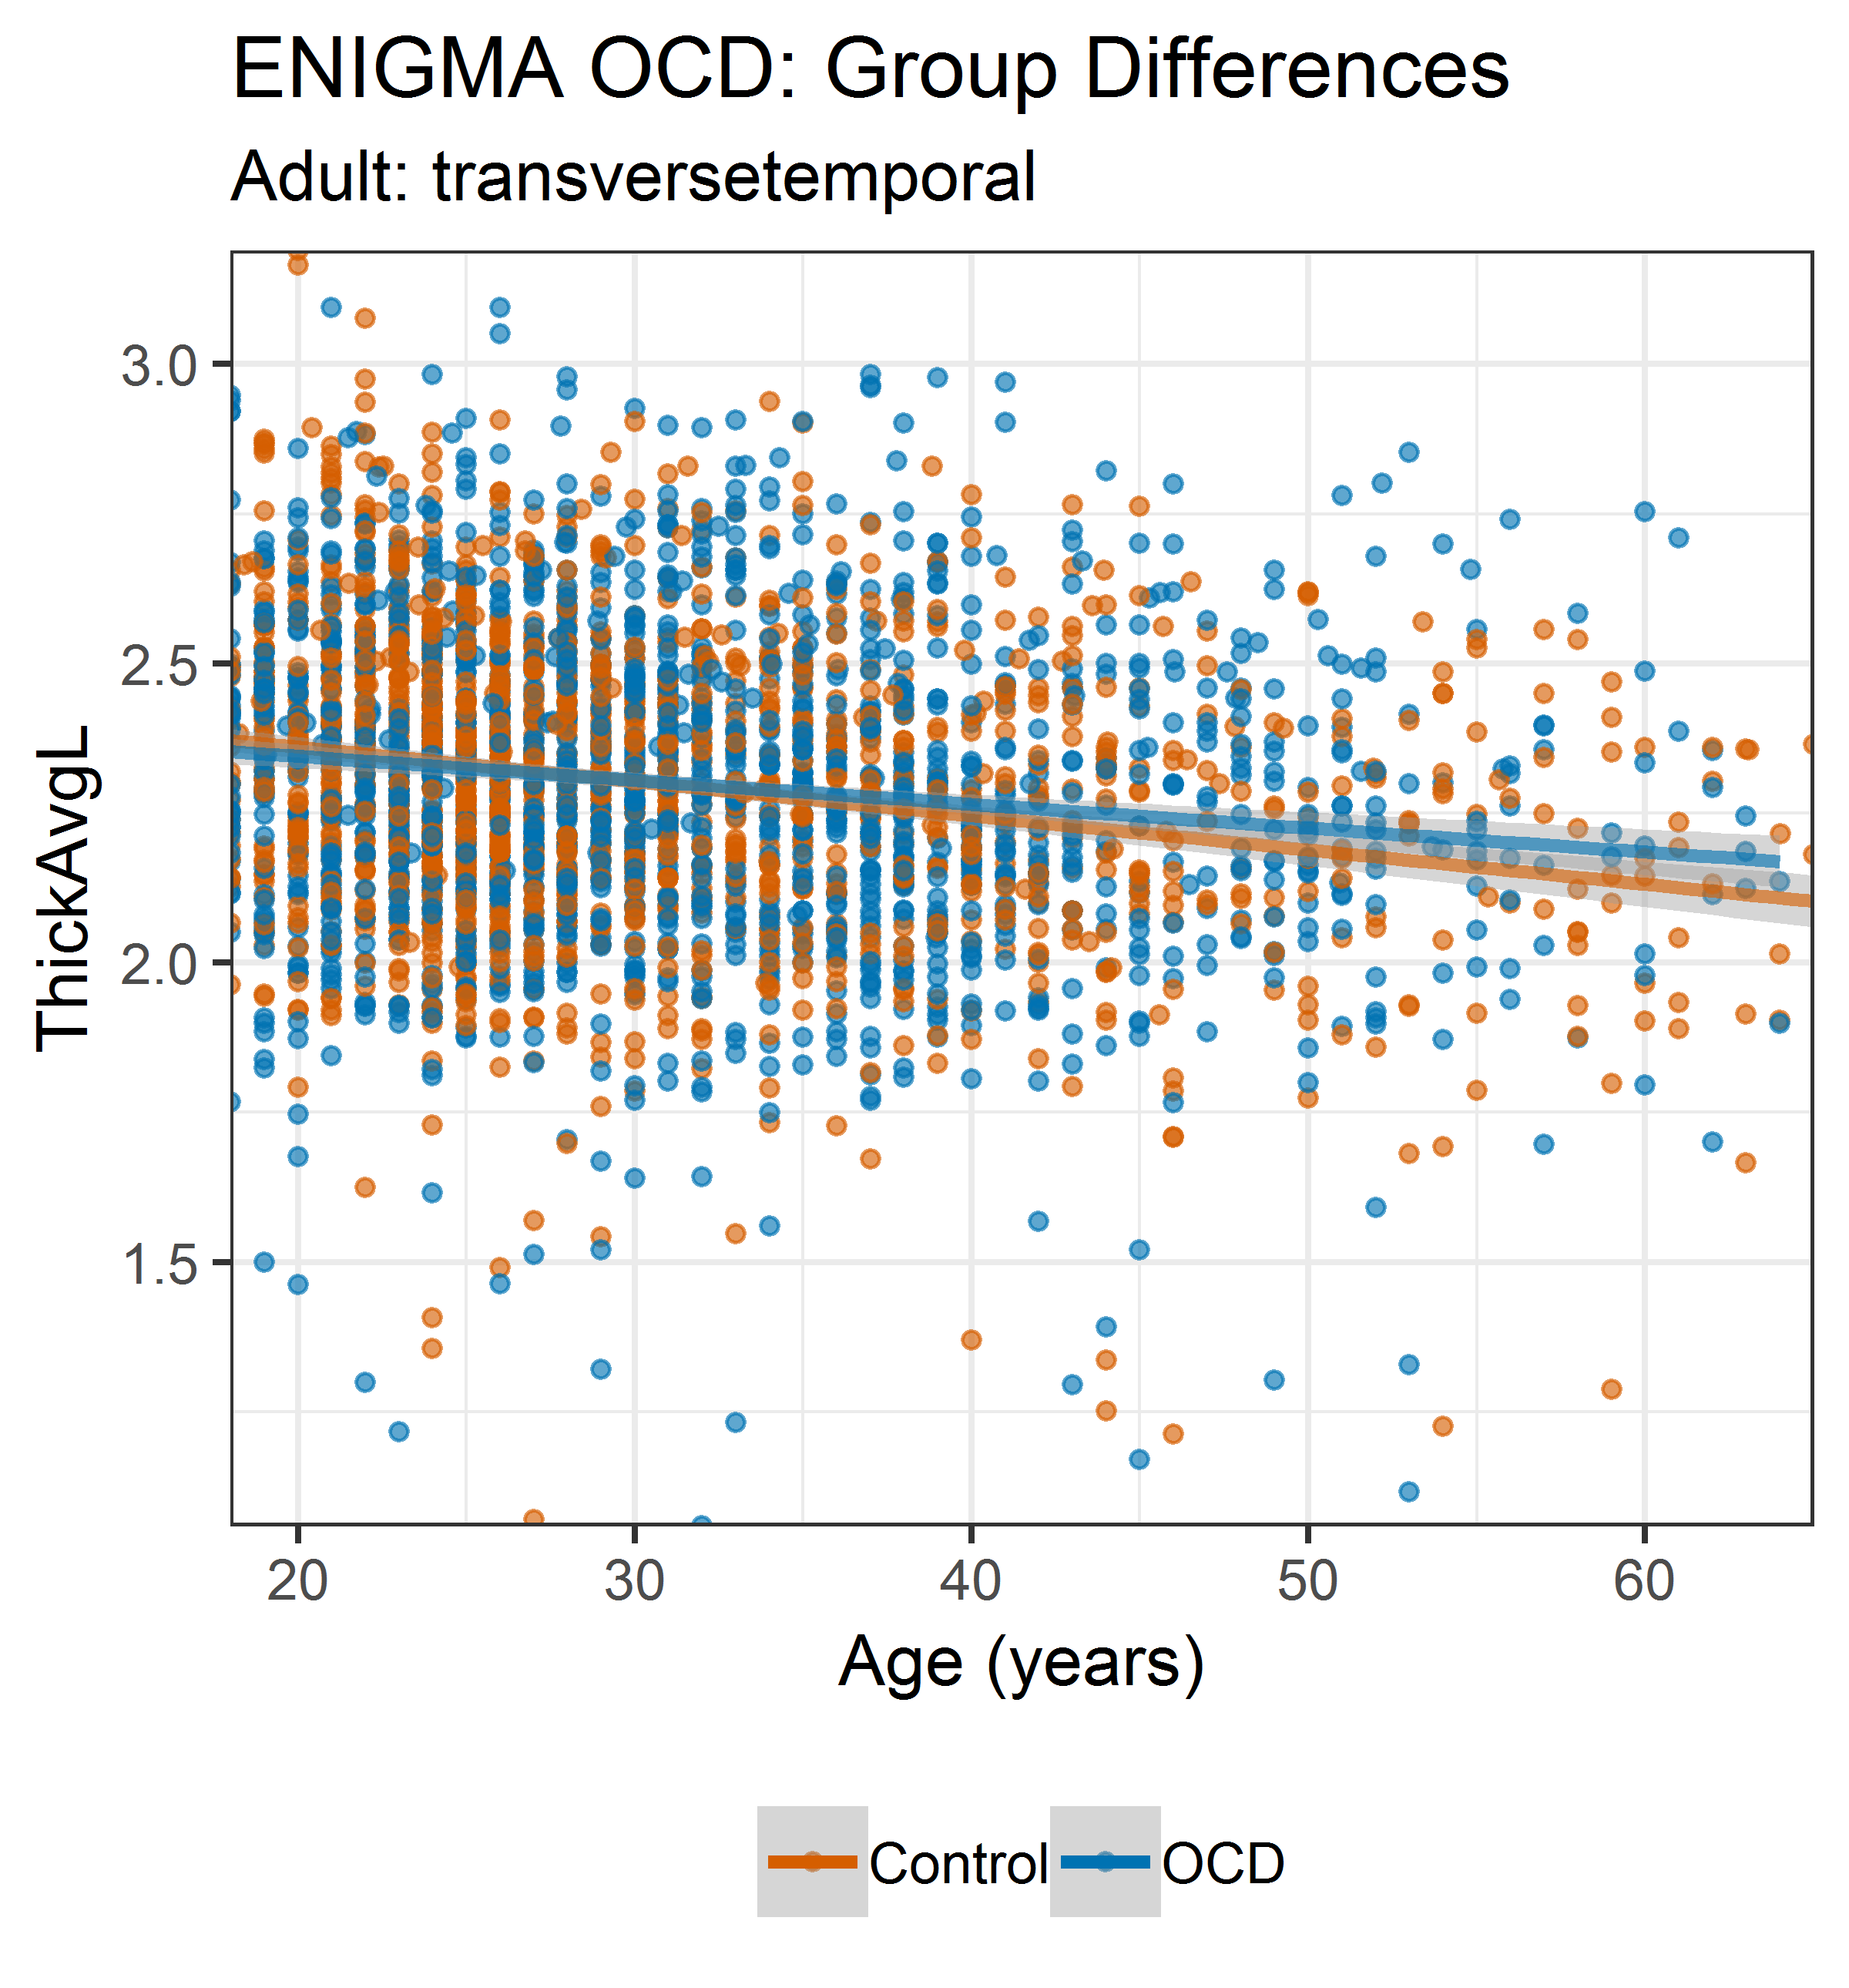 ENIGMA OCD: Group Differences
Adult: transversetemporal
ThickAvgL
3.0
2.5
2.0
1.5
20 30 40 50 60
Age (years)
Control OCD